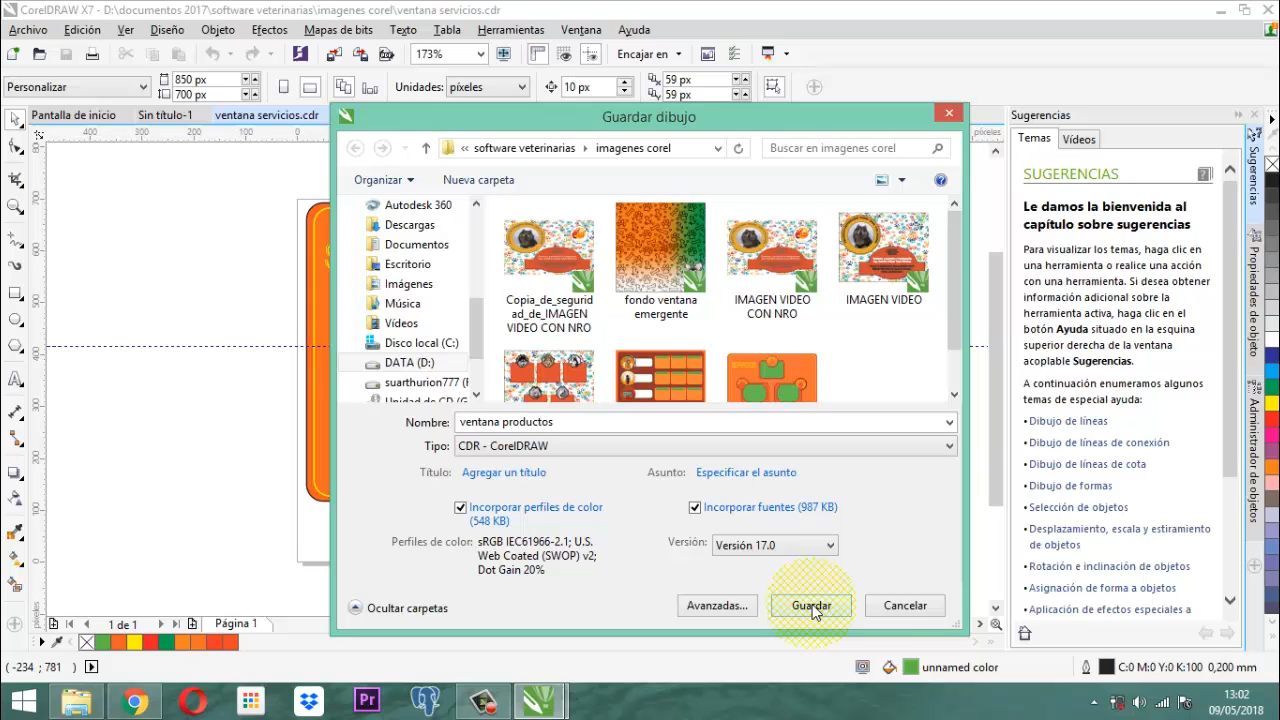 CorelDRAW X7 - D:\documentos 2017\software veterinarias\imagenes corel\ventana servicios.cdr
Archivo Edición Ver Diseño Objeto Efectos Mapas de bits Texto Tabla Herramientas Ventana Ayuda
173% Encajar en
Personalizar 850 px 700 px Unidades: píxeles 10 px 59 px 59 px
Pantalla de inicio Sin título-1 ventana servicios.cdr
400 300 200 100 0 píxeles
Guardar dibujo
« software veterinarias imagenes corel Buscar en imagenes corel
Organizar Nueva carpeta
Autodesk 360
Descargas
Documentos
Escritorio
Imágenes
Música
Vídeos
Disco local (C:)
DATA (D:)
suarthurion777 (F
Unidad de CD (G
Copia_de_segurid
ad_de_IMAGEN
VIDEO CON NRO
fondo ventana
emergente
IMAGEN VIDEO
CON NRO
IMAGEN VIDEO
Nombre: ventana productos
Tipo: CDR - CorelDRAW
Título: Agregar un título Asunto: Especificar el asunto
Incorporar perfiles de color
(548 KB)
Incorporar fuentes (987 KB)
Perfiles de color: sRGB IEC61966-2.1; U.S.
Web Coated (SWOP) v2;
Dot Gain 20%
Versión: Versión 17.0
Ocultar carpetas Avanzadas... Guardar Cancelar
Sugerencias
Temas Vídeos
SUGERENCIAS
Le damos la bienvenida al
capítulo sobre sugerencias
Para visualizar los temas, haga clic en
una herramienta o realice una acción
con una herramienta. Si desea obtener
información adicional sobre la
herramienta activa, haga clic en el
botón Ayuda situado en la esquina
superior derecha de la ventana
acoplable Sugerencias.
A continuación enumeramos algunos
temas de especial ayuda:
• Dibujo de líneas
• Dibujo de líneas de conexión
• Dibujo de líneas de cota
• Dibujo de formas
• Selección de objetos
• Desplazamiento, escala y estiramiento
de objetos
• Rotación e inclinación de objetos
• Asignación de forma a objetos
• Aplicación de efectos especiales a
Sugerencias
Propiedades de objeto
Administrador de objetos
1 de 1 Página 1
(-234 ; 781) unnamed color C:0 M:0 Y:0 K:100 0,200 mm
Pr
13:02
09/05/2018